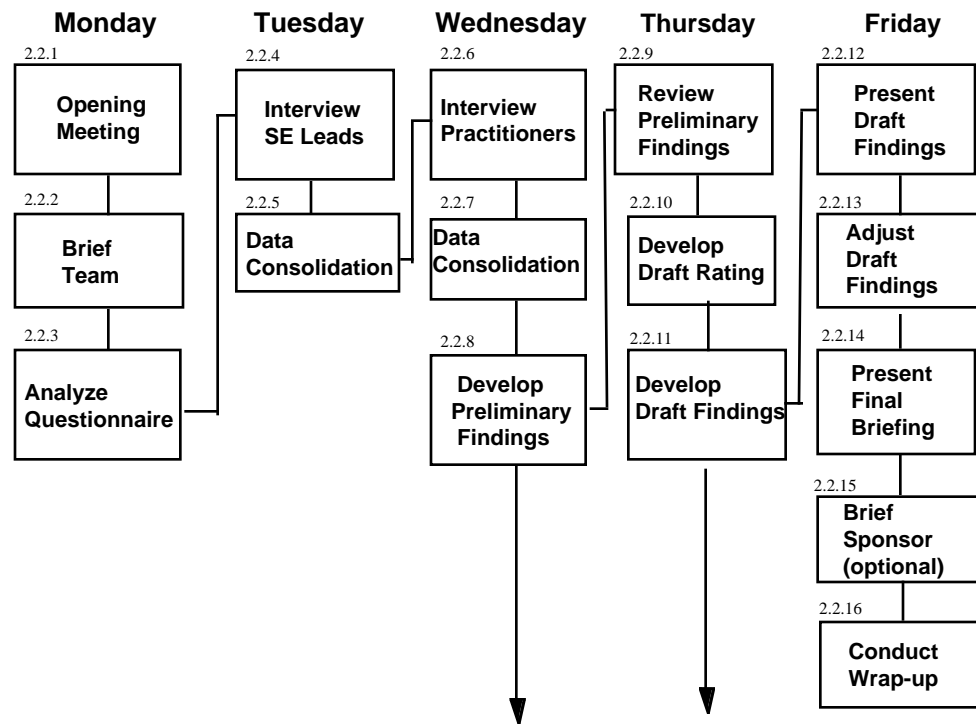 Monday
2.2.1
Opening
Meeting
2.2.2
Brief
Team
2.2.3
Analyze
Questionnaire
Tuesday
2.2.4
Interview
SE Leads
2.2.5
Data
Consolidation
Wednesday
2.2.6
Interview
Practitioners
2.2.7
Data
Consolidation
2.2.8
Develop
Preliminary
Findings
Thursday
2.2.9
Review
Preliminary
Findings
2.2.10
Develop
Draft Rating
2.2.11
Develop
Draft Findings
Friday
2.2.12
Present
Draft
Findings
2.2.13
Adjust
Draft
Findings
2.2.14
Present
Final
Briefing
2.2.15
Brief
Sponsor
(optional)
2.2.16
Conduct
Wrap-up